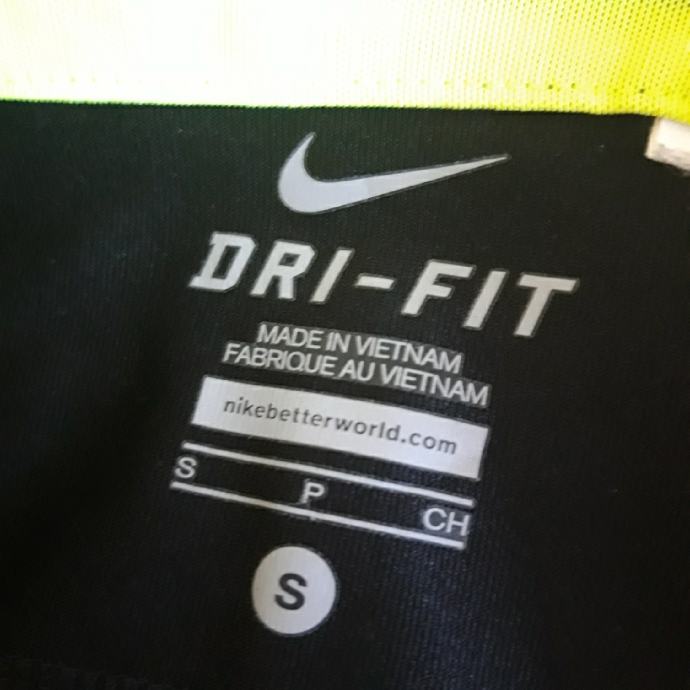 DRI-FIT
MADE IN VIETNAM
FABRIQUE AU VIETNAM
nikebetterworld.com
S P CH
S